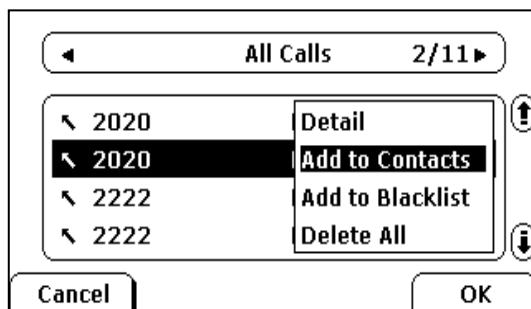 All Calls 2/11
2020 Detail
2020 Add to Contacts
2222 Add to Blacklist
2222 Delete All
Cancel OK